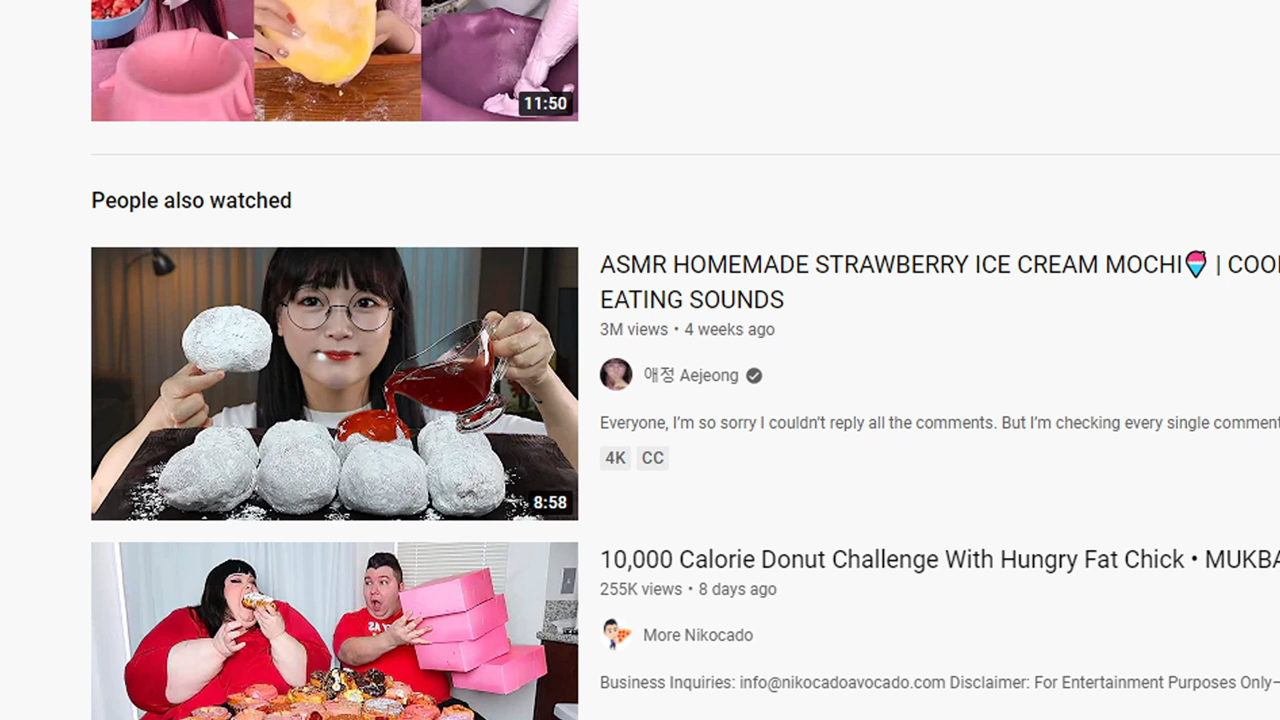 11:50
People also watched
8:58
ASMR HOMEMADE STRAWBERRY ICE CREAM MOCHI🍧 |
EATING SOUNDS
3M views • 4 weeks ago
애정 Aejeong
Everyone, I'm so sorry I couldn't reply all the comments. But I'm checking every single comment
4K CC
10,000 Calorie Donut Challenge With Hungry Fat Chick •
255K views • 8 days ago
More Nikocado
Business Inquiries: info@nikocadoavocado.com Disclaimer: For Entertainment Purposes Only—